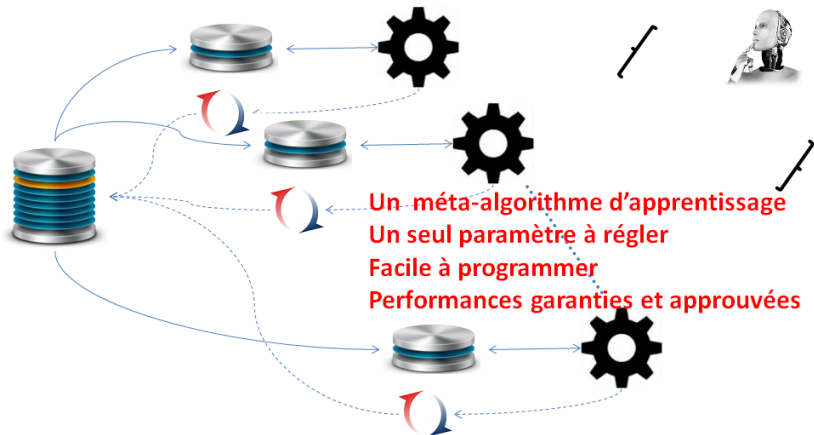 Un méta-algorithme d’apprentissage
Un seul paramètre à régler
Facile à programmer
Performances garanties et approuvées